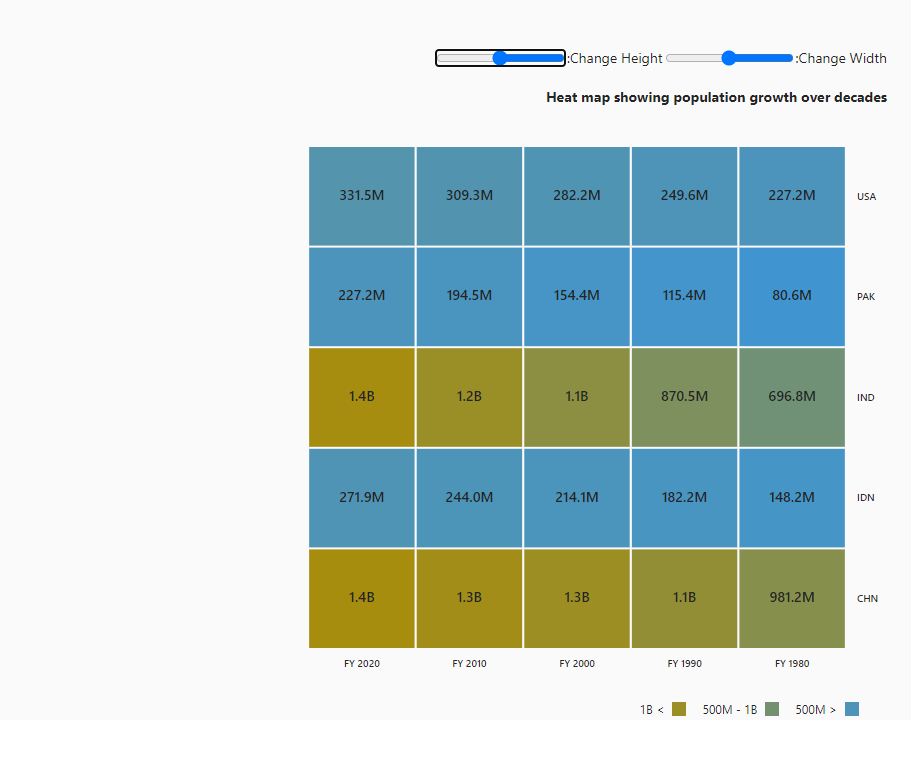 :Change Height :Change Width
Heat map showing population growth over decades
331.5M 309.3M 282.2M 249.6M 227.2M USA
227.2M 194.5M 154.4M 115.4M 80.6M PAK
1.4B 1.2B 1.1B 870.5M 696.8M IND
271.9M 244.0M 214.1M 182.2M 148.2M IDN
1.4B 1.3B 1.3B 1.1B 981.2M CHN
FY 2020 FY 2010 FY 2000 FY 1990 FY 1980
1B < 500M - 1B 500M >